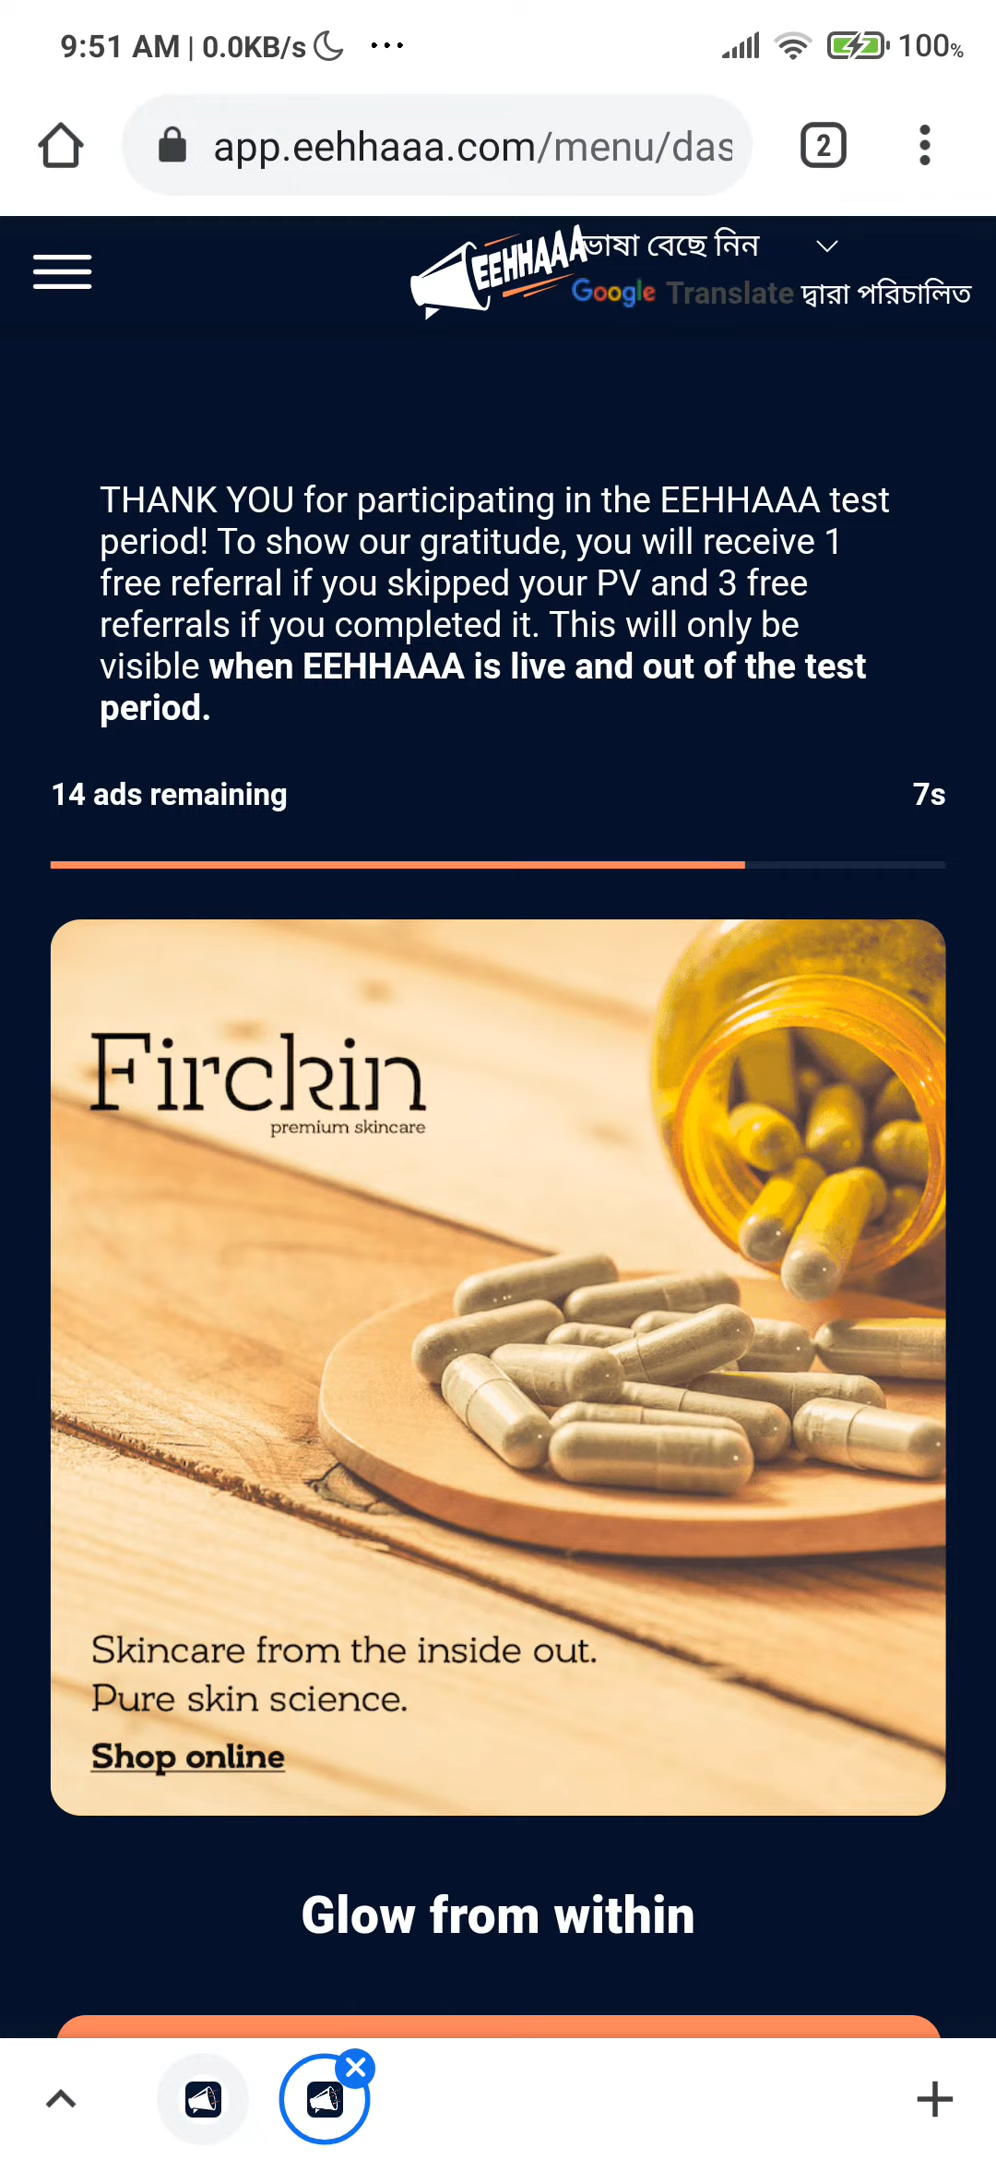 9:51 AM | 0.0KB/s ... 100%
app.eehhaaa.com/menu/das
2
EEHHAAA
ভাষা বেছে নিন
Google Translate দ্বারা পরিচালিত
THANK YOU for participating in the EEHHAAA test
period! To show our gratitude, you will receive 1
free referral if you skipped your PV and 3 free
referrals if you completed it. This will only be
visible when EEHHAAA is live and out of the test
period.
14 ads remaining 7s
Firckin
premium skincare
Skincare from the inside out.
Pure skin science.
Shop online
Glow from within